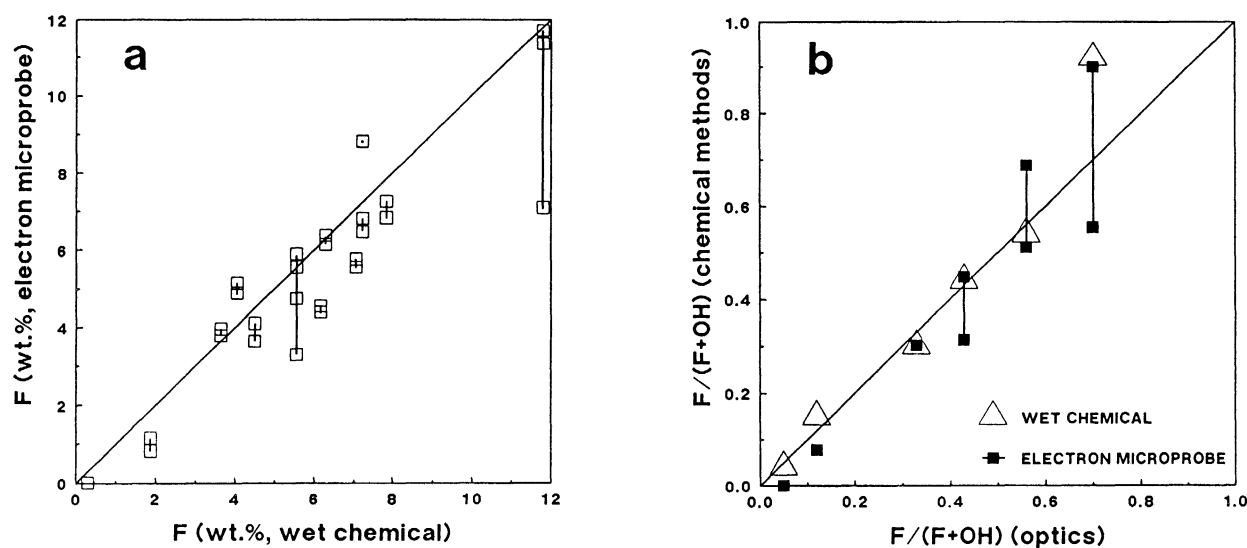 a
F (wt.%, electron microprobe)
12
10
8
6
4
2
0
0 2 4 6 8 10 12
F (wt.%, wet chemical)
b
F/(F+OH) (chemical methods)
1.0
0.8
0.6
0.4
0.2
0.0
0.0 0.2 0.4 0.6 0.8 1.0
F/(F+OH) (optics)
WET CHEMICAL
ELECTRON MICROPROBE